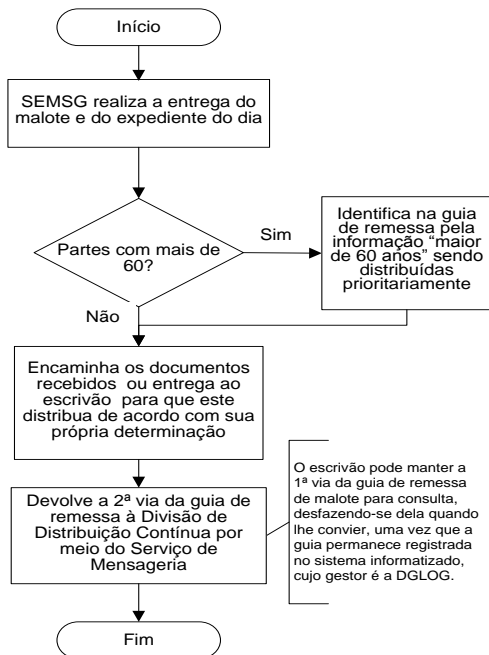 Início
SEMSG realiza a entrega do
malote e do expediente do dia
Partes com mais de
60?
Sim
Identifica na guia
de remessa pela
informação “maior
de 60 anos” sendo
distribuídas
prioritariamente
Não
Encaminha os documentos
recebidos ou entrega ao
escrivão para que este
distribua de acordo com sua
própria determinação
Devolve a 2ª via da guia de
remessa à Divisão de
Distribuição Contínua por
meio do Serviço de
Mensageria
O escrivão pode manter a
1ª via da guia de remessa
de malote para consulta,
desfazendo-se dela quando
lhe convier, uma vez que a
guia permanece registrada
no sistema informatizado,
cujo gestor é a DGLOG.
Fim